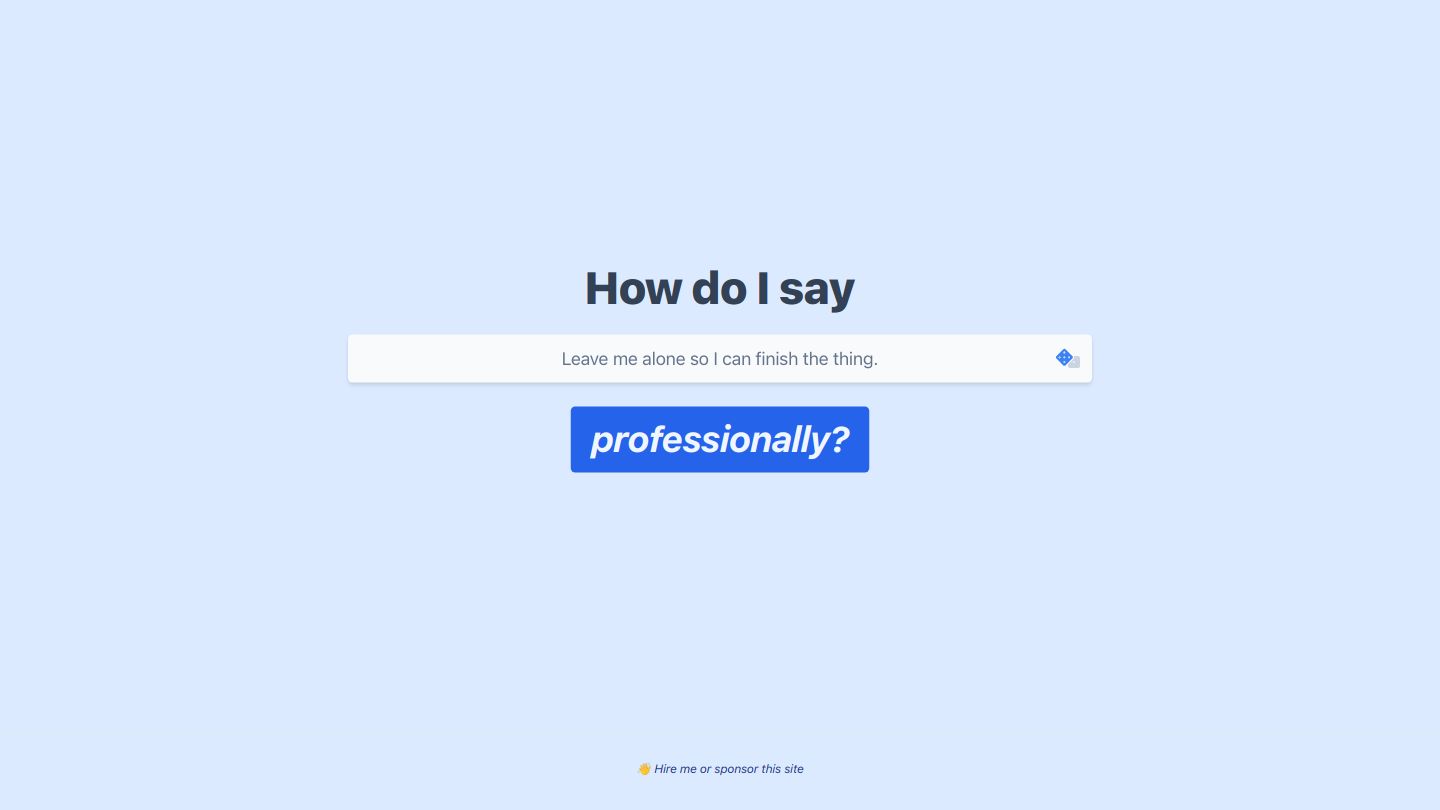 How do I say
Leave me alone so I can finish the thing.
professionally?
👋 Hire me or sponsor this site